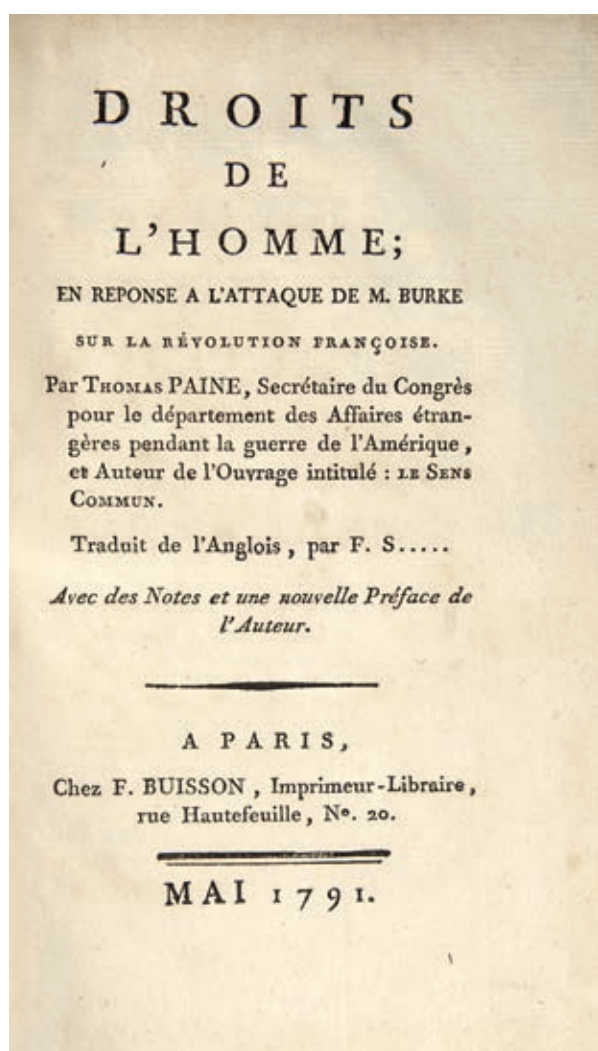 DROITS
DE
L'HOMME;
EN REPONSE A L'ATTAQUE DE M. BURKE
SUR LA RÉVOLUTION FRANÇOISE.
Par THOMAS PAINE, Secrétaire du Congrès
pour le département des Affaires étran-
gères pendant la guerre de l'Amérique,
et Auteur de l'Ouvrage intitulé : LE SENS
COMMUN.
Traduit de l'Anglois, par F. S.....
Avec des Notes et une nouvelle Préface de
l'Auteur.
A PARIS,
Chez F. BUISSON, Imprimeur-Libraire,
rue Hautefeuille, Nº. 20.
MAI 1791.